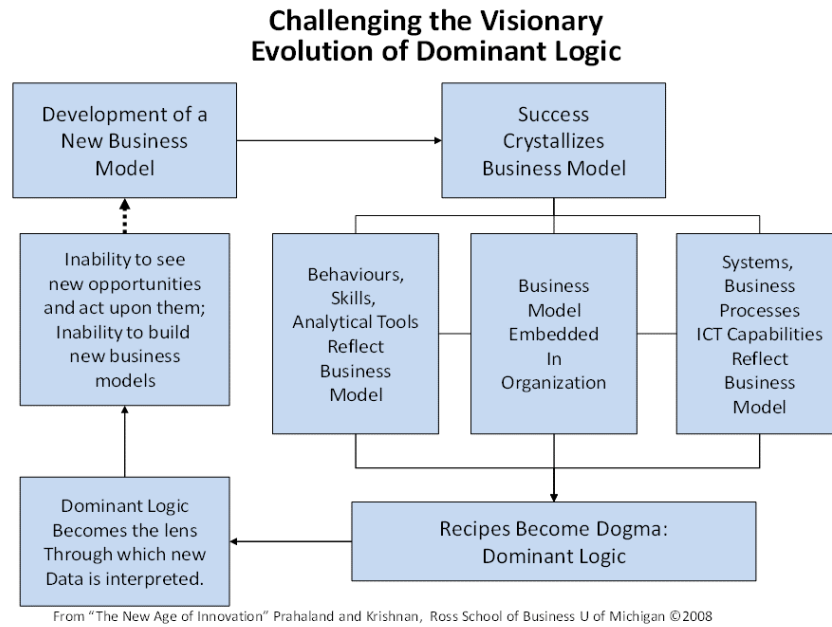 Challenging the Visionary
Evolution of Dominant Logic
Development of a
New Business
Model
Success
Crystallizes
Business Model
Inability to see
new opportunities
and act upon them;
Inability to build
new business
models
Behaviours,
Skills,
Analytical Tools
Reflect
Business
Model
Business
Model
Embedded
In
Organization
Systems,
Business
Processes
ICT Capabilities
Reflect
Business
Model
Dominant Logic
Becomes the lens
Through which new
Data is interpreted.
Recipes Become Dogma:
Dominant Logic
From “The New Age of Innovation” Prahaland and Krishnan, Ross School of Business U of Michigan ©2008